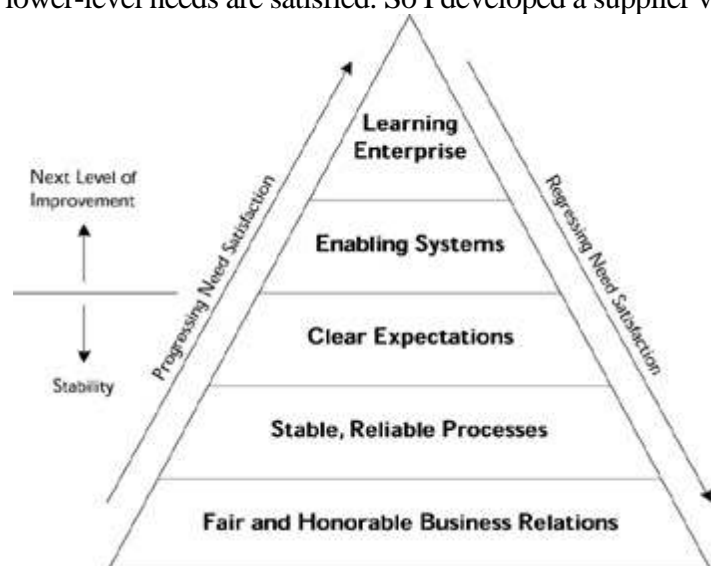 lower-level needs are satisfied. So I developed a supplier v
Learning
Enterprise
Next Level of
Improvement
Progressing Need Satisfaction
Regressing Need Satisfaction
Enabling Systems
Clear Expectations
Stability
Stable, Reliable Processes
Fair and Honorable Business Relations